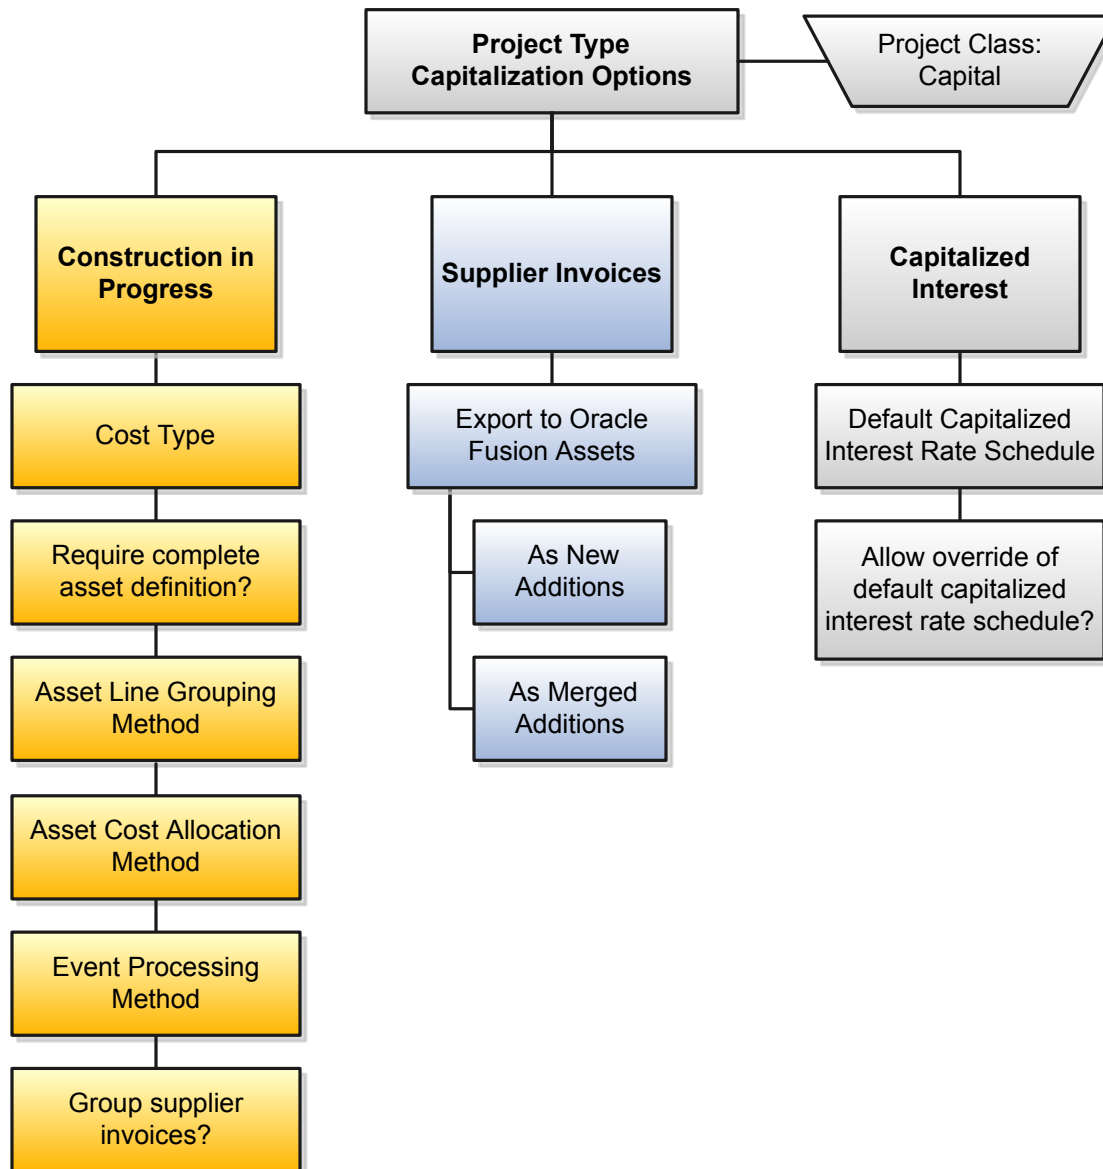 Project Type
Capitalization Options
Project Class:
Capital
Construction in
Progress
Supplier Invoices
Capitalized
Interest
Cost Type
Export to Oracle
Fusion Assets
Default Capitalized
Interest Rate Schedule
Require complete
asset definition?
As New
Additions
Allow override of
default capitalized
interest rate schedule?
Asset Line Grouping
Method
As Merged
Additions
Asset Cost Allocation
Method
Event Processing
Method
Group supplier
invoices?